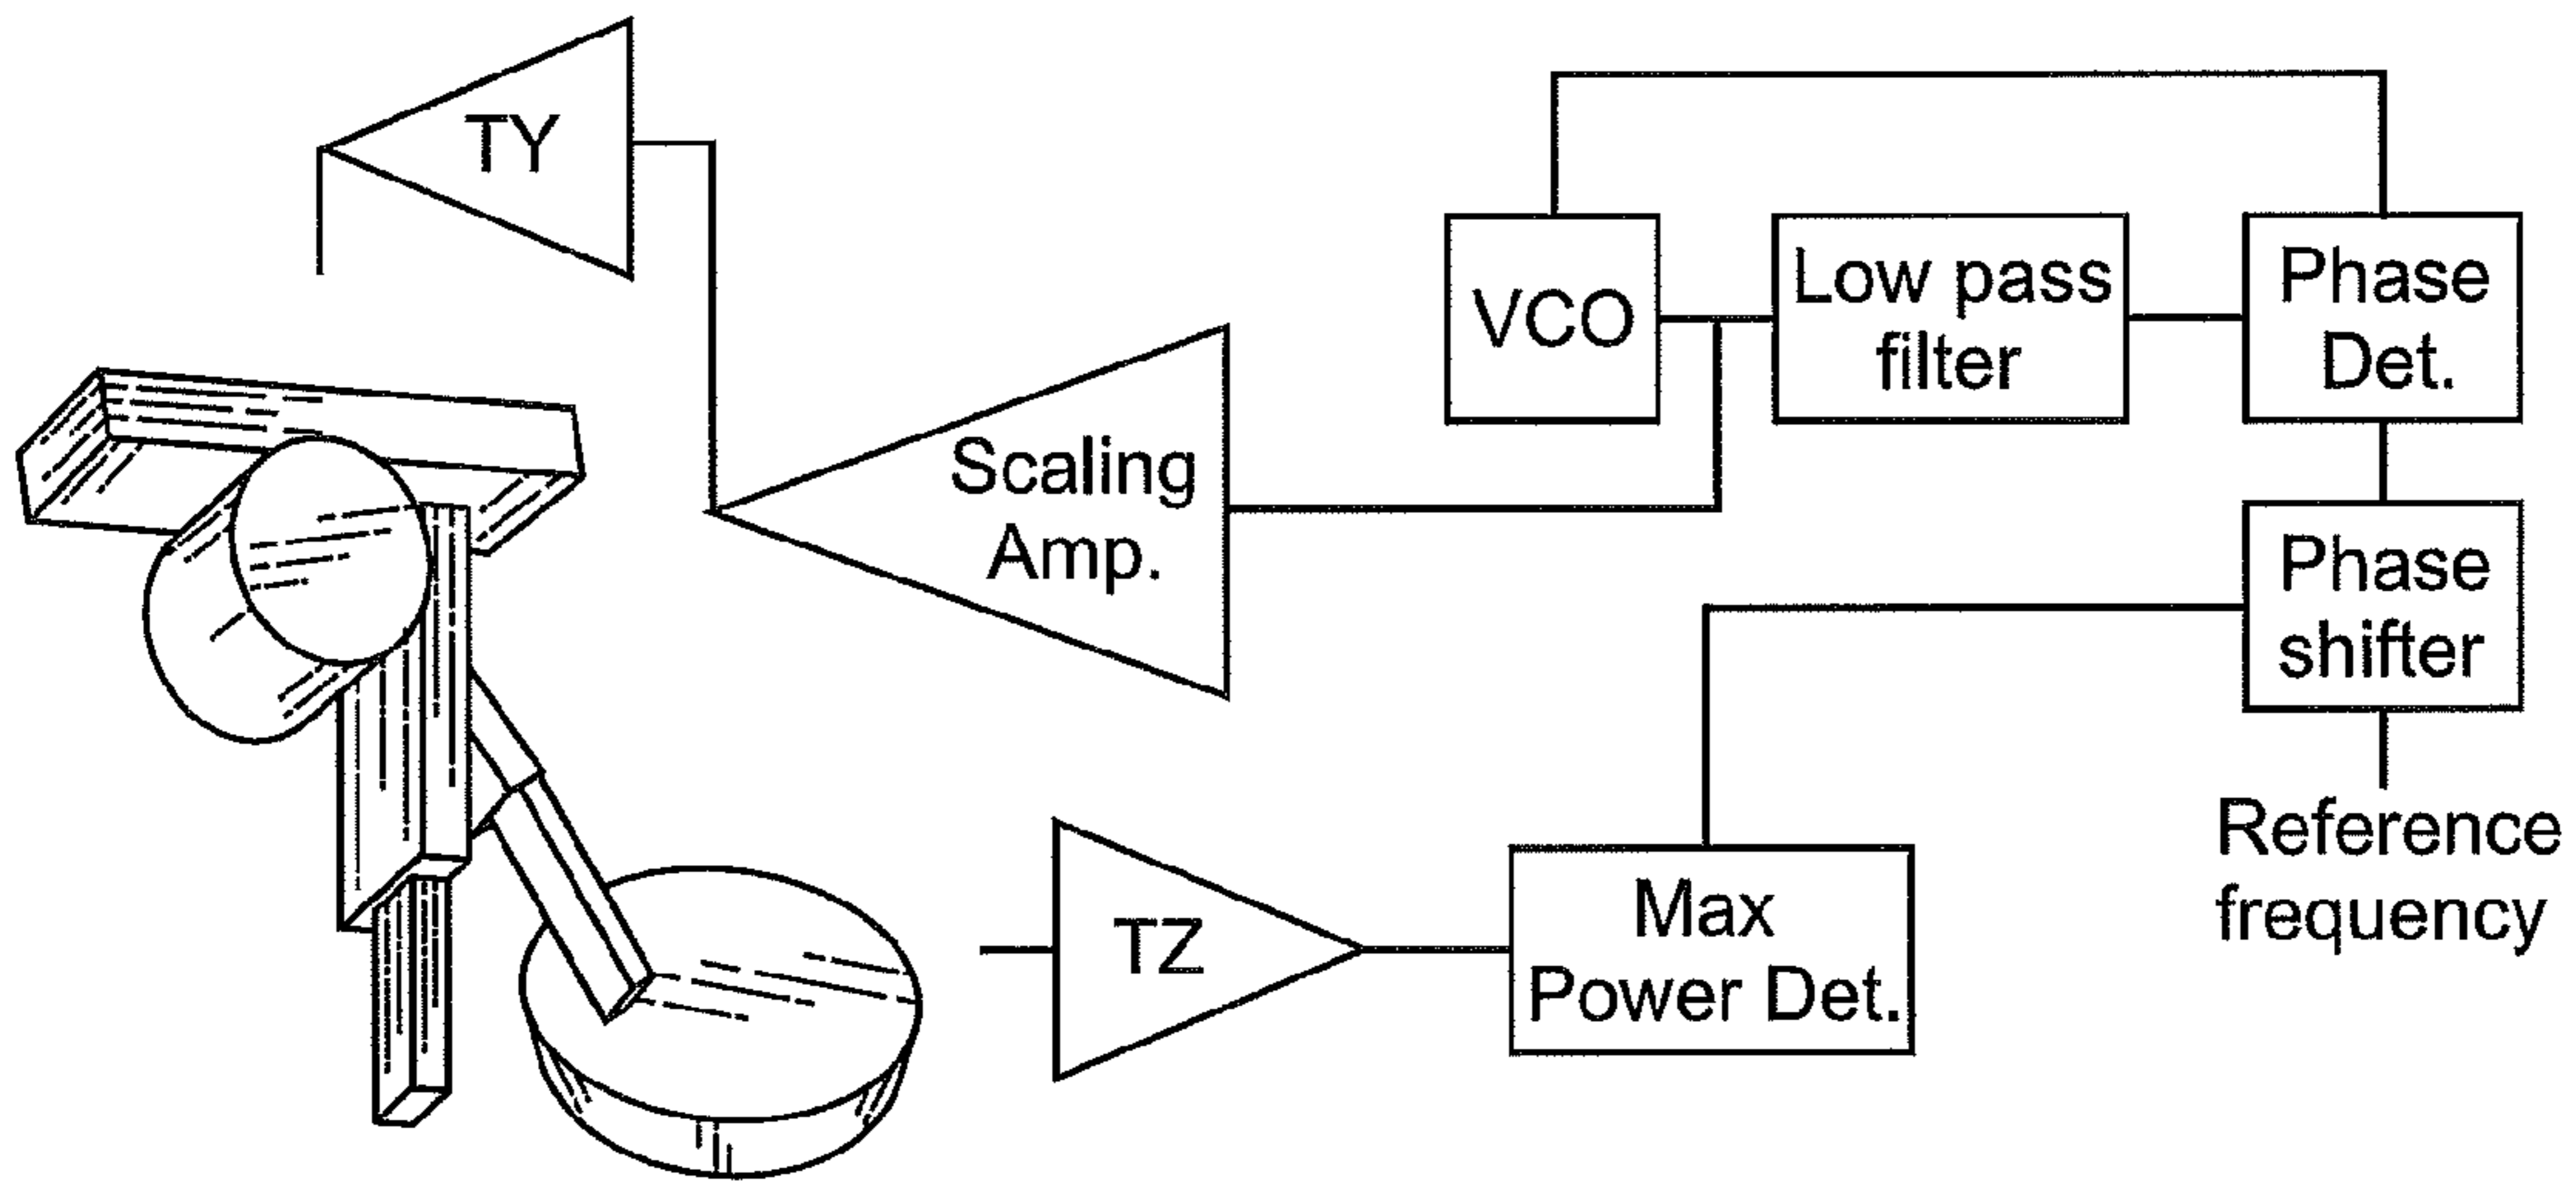 TY
VCO
Low pass
filter
Phase
Det.
Scaling
Amp.
Phase
shifter
Reference
frequency
TZ
Max
Power Det.